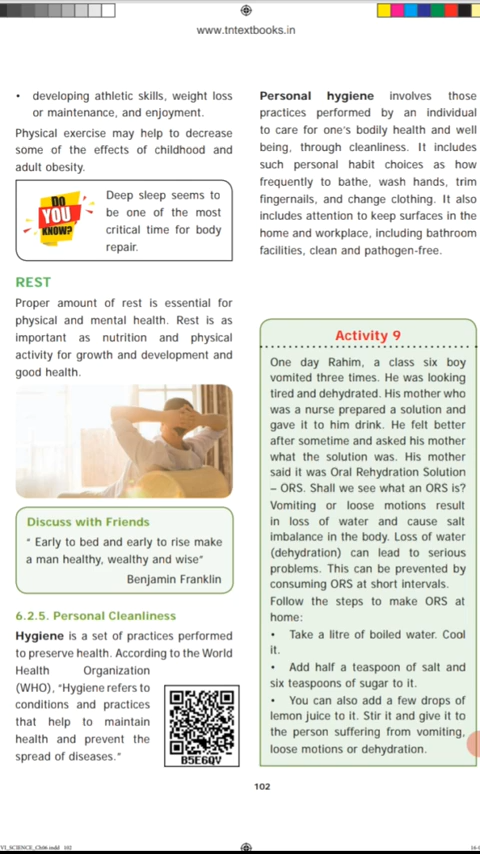 www.tntextbooks.in
• developing athletic skills, weight loss
or maintenance, and enjoyment.
Physical exercise may help to decrease
some of the effects of childhood and
adult obesity.
DO
YOU
KNOW?
Deep sleep seems to
be one of the most
critical time for body
repair.
REST
Proper amount of rest is essential for
physical and mental health. Rest is as
important as nutrition and physical
activity for growth and development and
good health.
Discuss with Friends
“ Early to bed and early to rise make
a man healthy, wealthy and wise”
Benjamin Franklin
6.2.5. Personal Cleanliness
Hygiene is a set of practices performed
to preserve health. According to the World
Health Organization
(WHO), “Hygiene refers to
conditions and practices
that help to maintain
health and prevent the
spread of diseases.”
B5E6QV
Personal hygiene involves those
practices performed by an individual
to care for one’s bodily health and well
being, through cleanliness. It includes
such personal habit choices as how
frequently to bathe, wash hands, trim
fingernails, and change clothing. It also
includes attention to keep surfaces in the
home and workplace, including bathroom
facilities, clean and pathogen-free.
Activity 9
One day Rahim, a class six boy
vomited three times. He was looking
tired and dehydrated. His mother who
was a nurse prepared a solution and
gave it to him drink. He felt better
after sometime and asked his mother
what the solution was. His mother
said it was Oral Rehydration Solution
– ORS. Shall we see what an ORS is?
Vomiting or loose motions result
in loss of water and cause salt
imbalance in the body. Loss of water
(dehydration) can lead to serious
problems. This can be prevented by
consuming ORS at short intervals.
Follow the steps to make ORS at
home:
• Take a litre of boiled water. Cool
it.
• Add half a teaspoon of salt and
six teaspoons of sugar to it.
• You can also add a few drops of
lemon juice to it. Stir it and give it to
the person suffering from vomiting,
loose motions or dehydration.
102
VI_SCIENCE_Ch06.indd 102